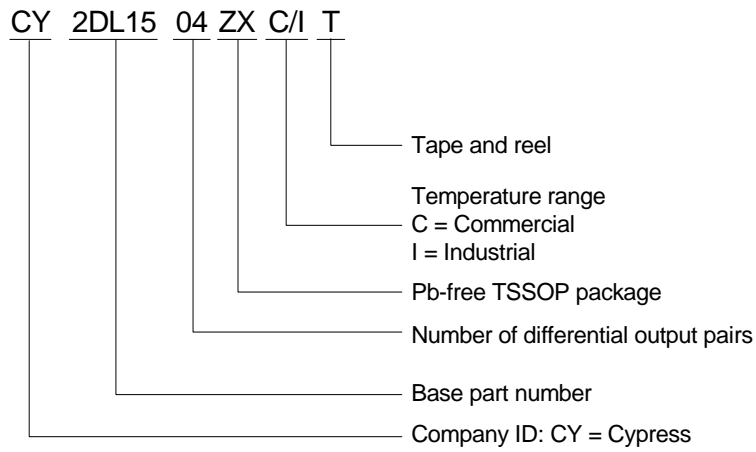 CY 2DL15 04 ZX C/I T
Tape and reel
Temperature range
C = Commercial
I = Industrial
Pb-free TSSOP package
Number of differential output pairs
Base part number
Company ID: CY = Cypress